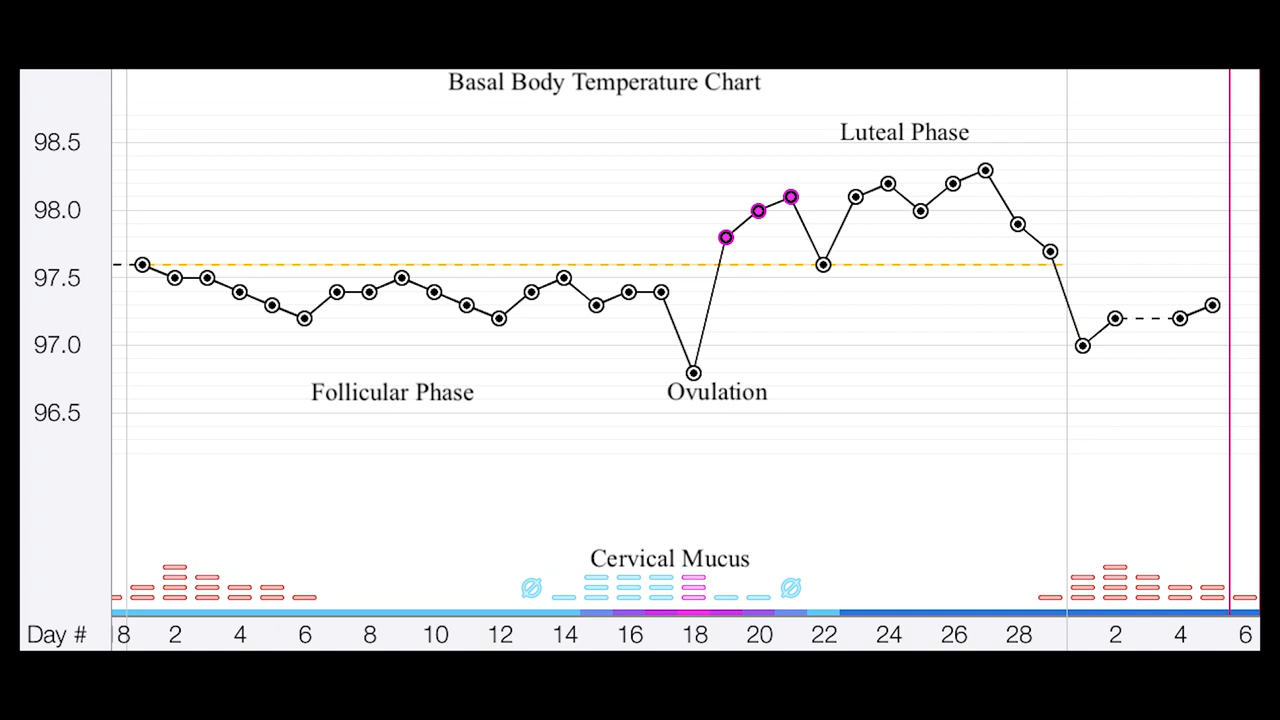 Basal Body Temperature Chart
Luteal Phase
98.5
98.0
97.5
97.0
96.5
Follicular Phase
Ovulation
Cervical Mucus
Day # 8 2 4 6 8 10 12 14 16 18 20 22 24 26 28 2 4 6